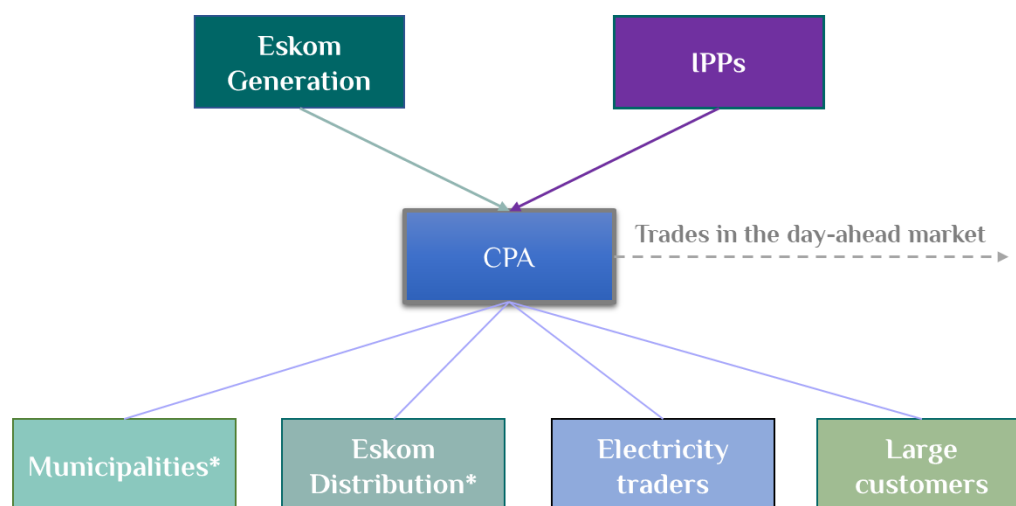 Eskom
Generation
IPPs
Trades in the day-ahead market
CPA
Municipalities*
Eskom
Distribution*
Electricity
traders
Large
customers